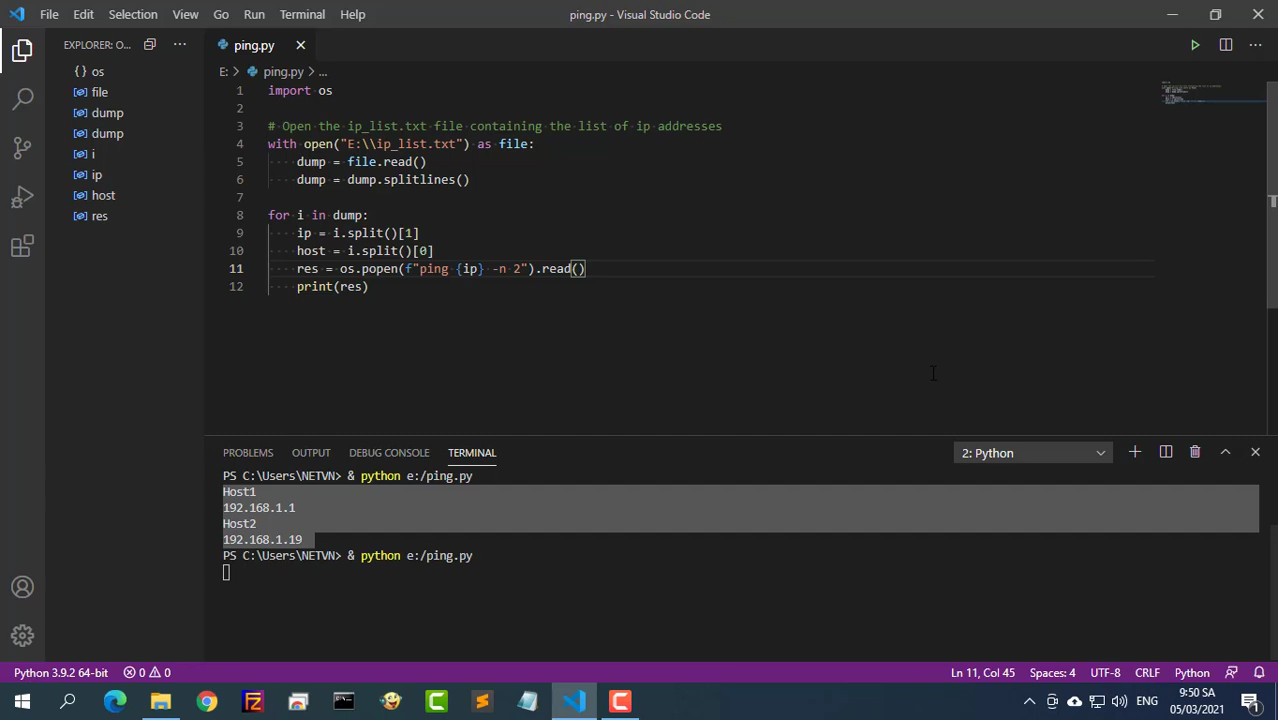 File Edit Selection View Go Run Terminal Help
ping.py - Visual Studio Code
EXPLORER: O...
os
file
dump
dump
i
ip
host
res
ping.py
E: > ping.py > ...
1 import os
2
3 # Open the ip_list.txt file containing the list of ip addresses
4 with open("E:\\ip_list.txt") as file:
5 dump = file.read()
6 dump = dump.splitlines()
7
8 for i in dump:
9 ip = i.split()[1]
10 host = i.split()[0]
11 res = os.popen(f"ping {ip} -n 2").read()
12 print(res)
PROBLEMS OUTPUT DEBUG CONSOLE TERMINAL
2: Python
PS C:\Users\NETVN> & python e:/ping.py
Host1
192.168.1.1
Host2
192.168.1.19
PS C:\Users\NETVN> & python e:/ping.py
Python 3.9.2 64-bit 0 0 Ln 11, Col 45 Spaces: 4 UTF-8 CRLF Python
ENG
9:50 SA
05/03/2021
1